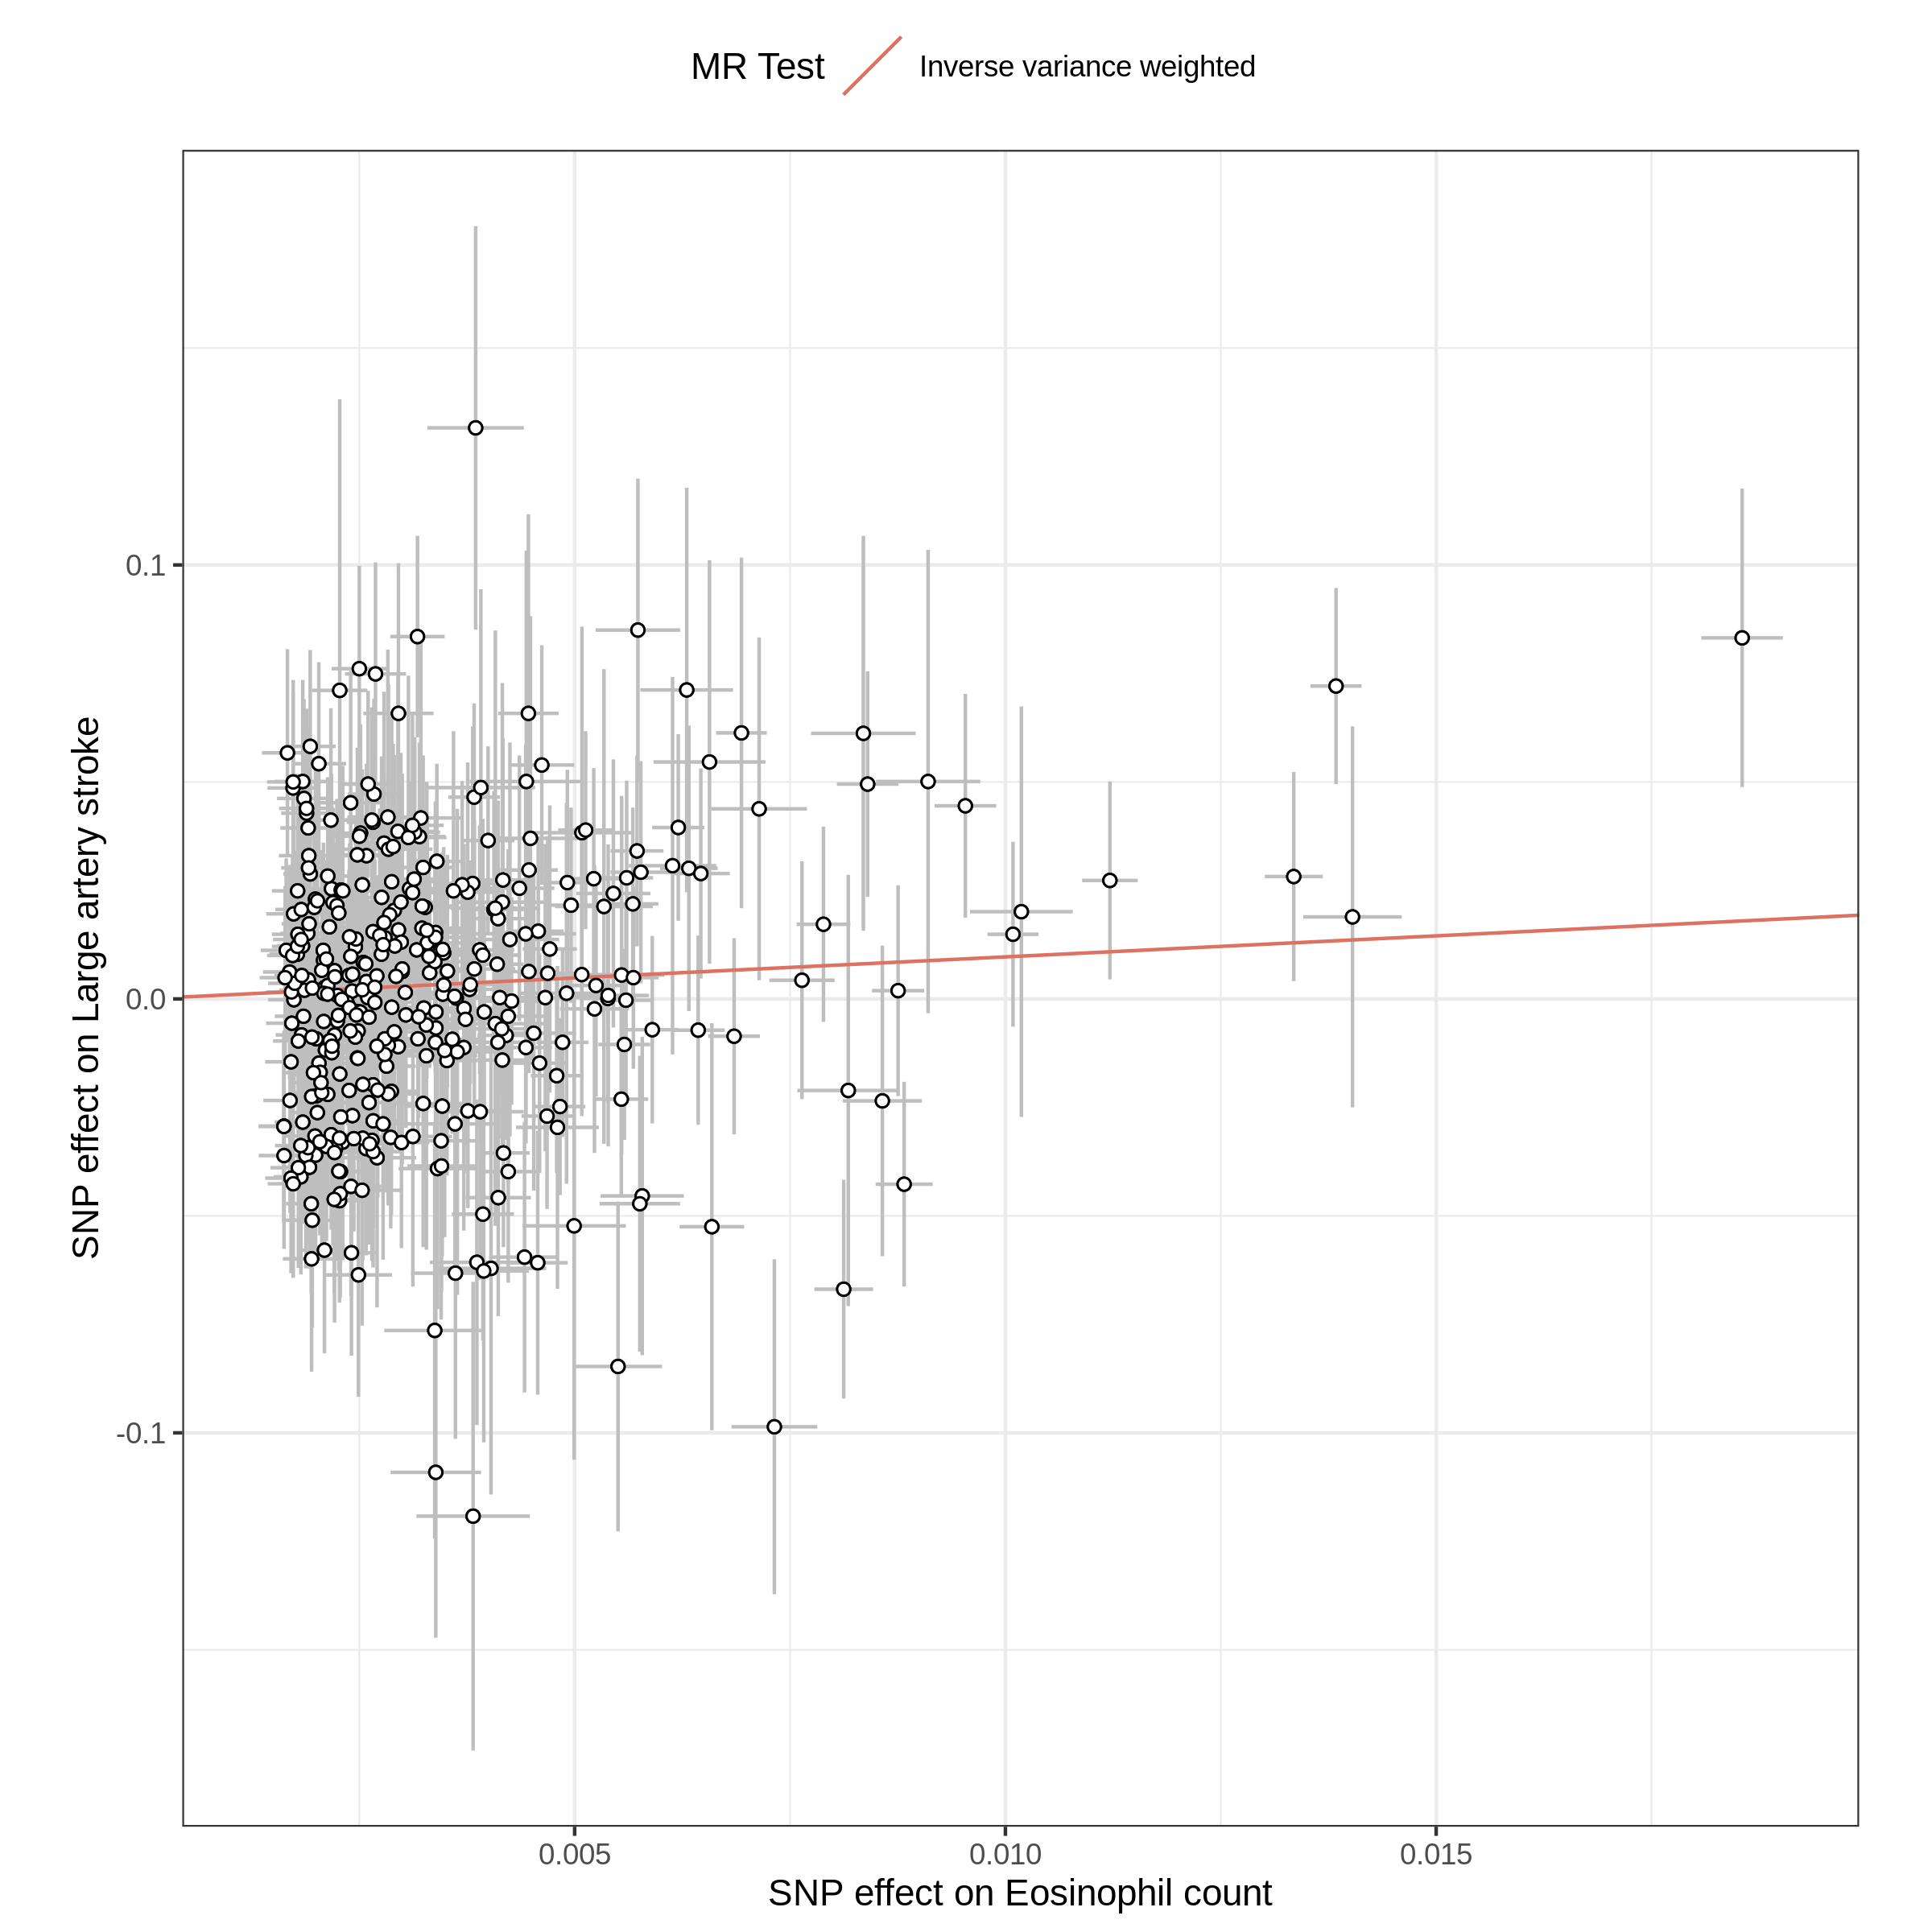 MR Test
Inverse variance weighted
SNP effect on Large artery stroke
0.1
0.0
-0.1
0.005
0.010
0.015
SNP effect on Eosinophil count